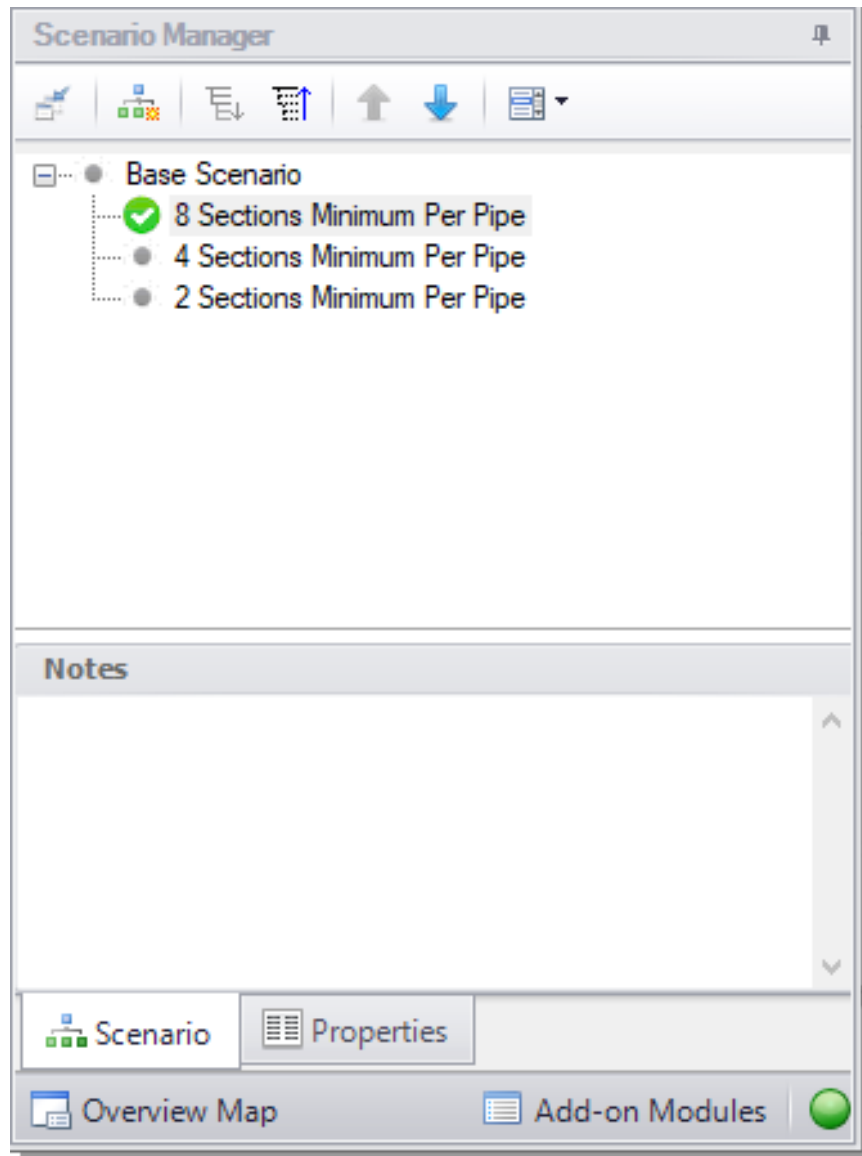 Scenario Manager
Base Scenario
8 Sections Minimum Per Pipe
4 Sections Minimum Per Pipe
2 Sections Minimum Per Pipe
Notes
Scenario
Properties
Overview Map
Add-on Modules